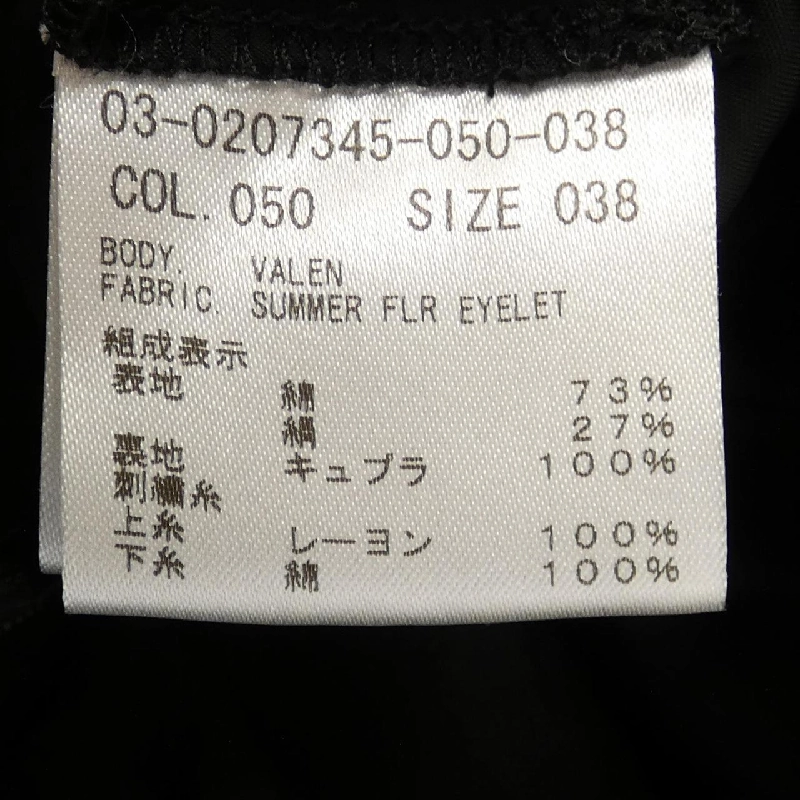 03-0207345-050-038
COL. 050 SIZE 038
BODY. VALEN
FABRIC. SUMMER FLR EYELET
組成表示
表地 綿 73%
絹 27%
裏地 キュプラ 100%
刺繍糸
上糸 レーヨン 100%
下糸 綿 100%